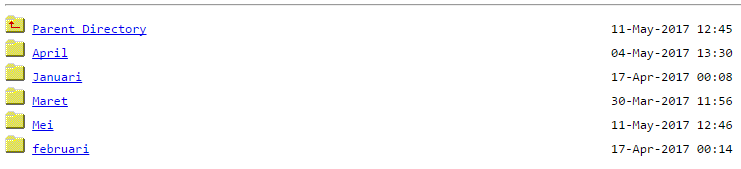 Parent Directory 11-May-2017 12:45
April 04-May-2017 13:30
Januari 17-Apr-2017 00:08
Maret 30-Mar-2017 11:56
Mei 11-May-2017 12:46
februari 17-Apr-2017 00:14